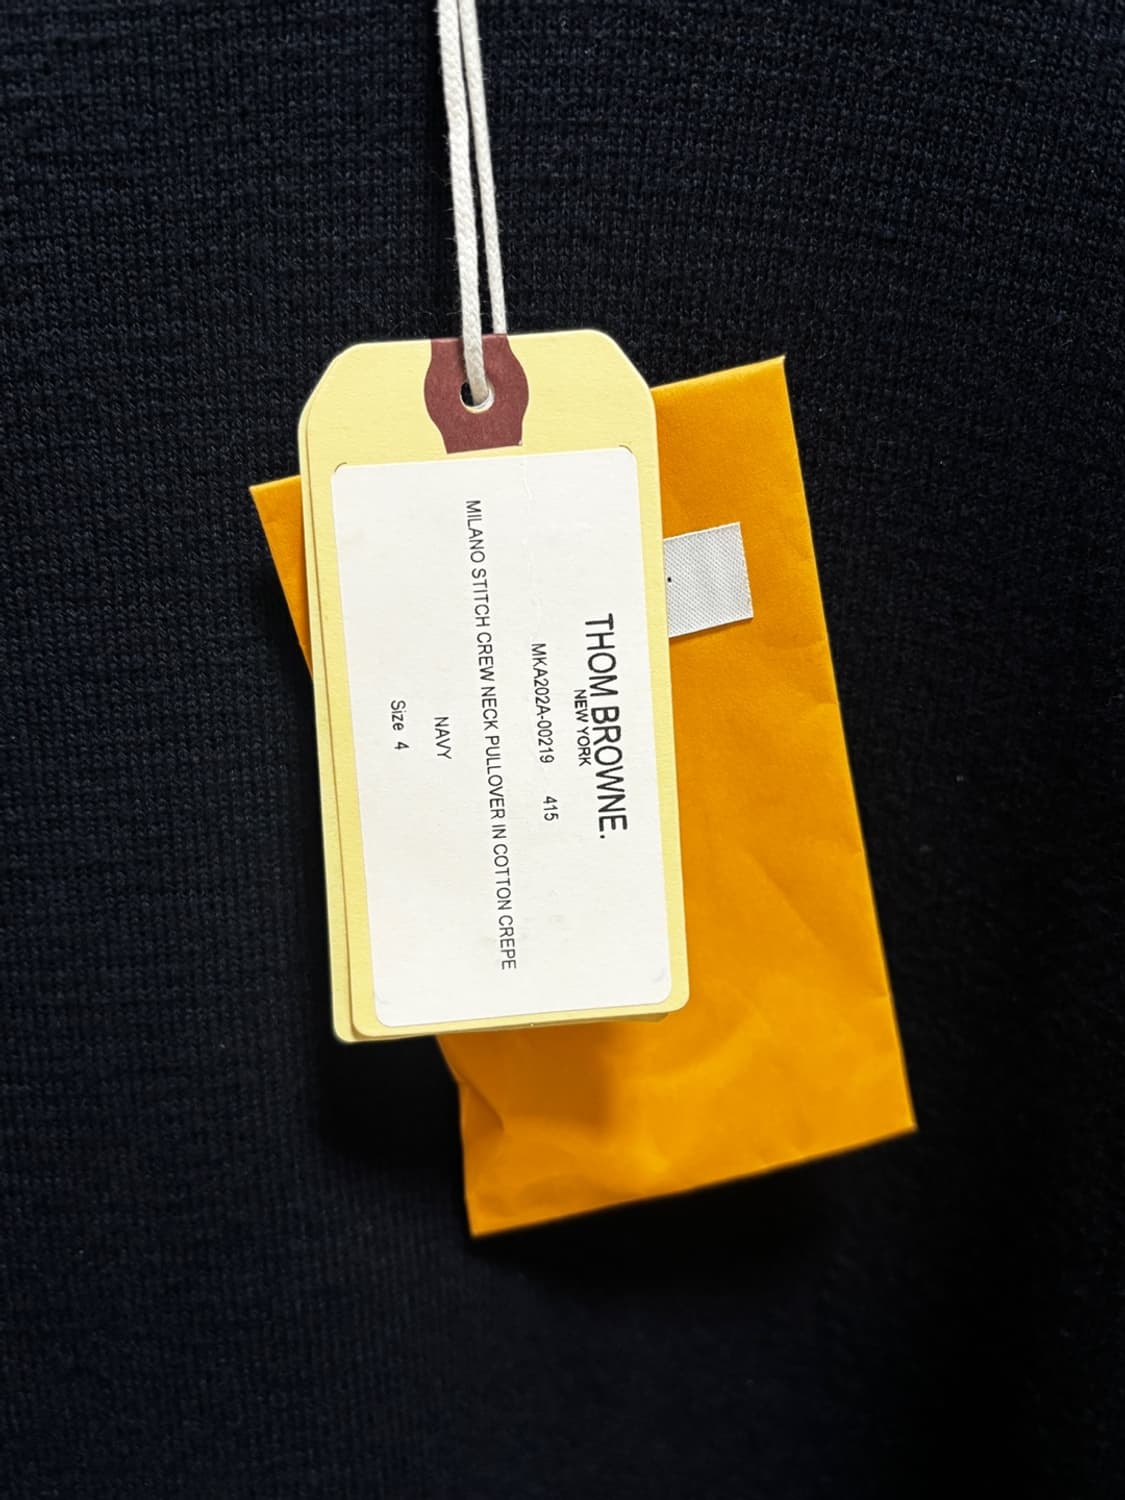 THOM BROWNE.
NEW YORK
MKA202A-00219 415
MILANO STITCH CREW NECK PULLOVER IN COTTON CREPE
NAVY
Size 4